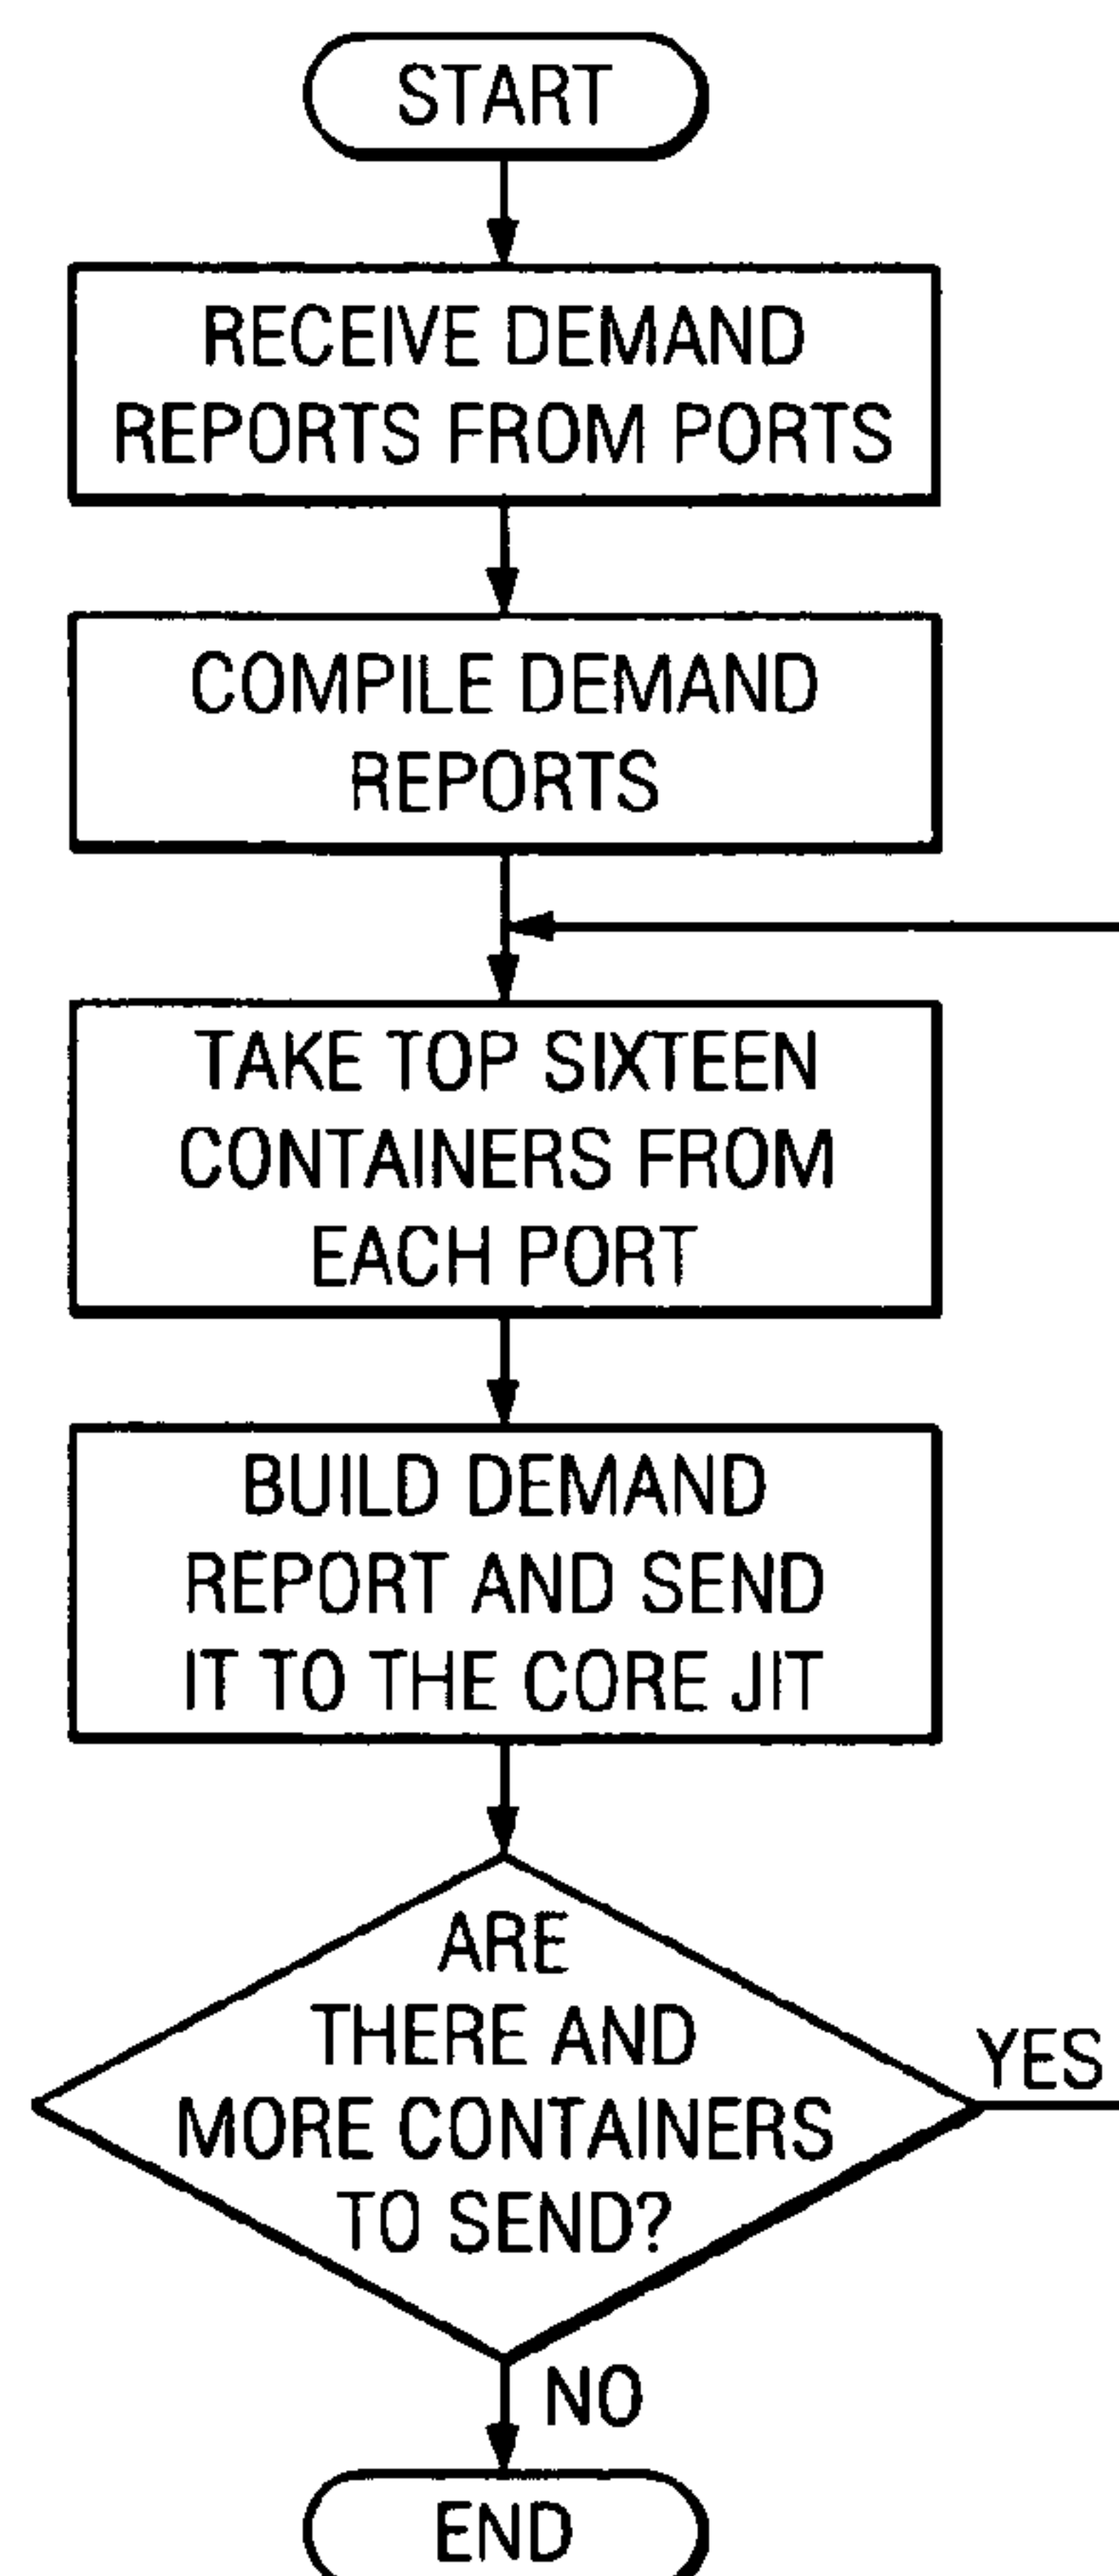 START
RECEIVE DEMAND
REPORTS FROM PORTS
COMPILE DEMAND
REPORTS
TAKE TOP SIXTEEN
CONTAINERS FROM
EACH PORT
BUILD DEMAND
REPORT AND SEND
IT TO THE CORE JIT
ARE
THERE AND
MORE CONTAINERS
TO SEND?
YES
NO
END